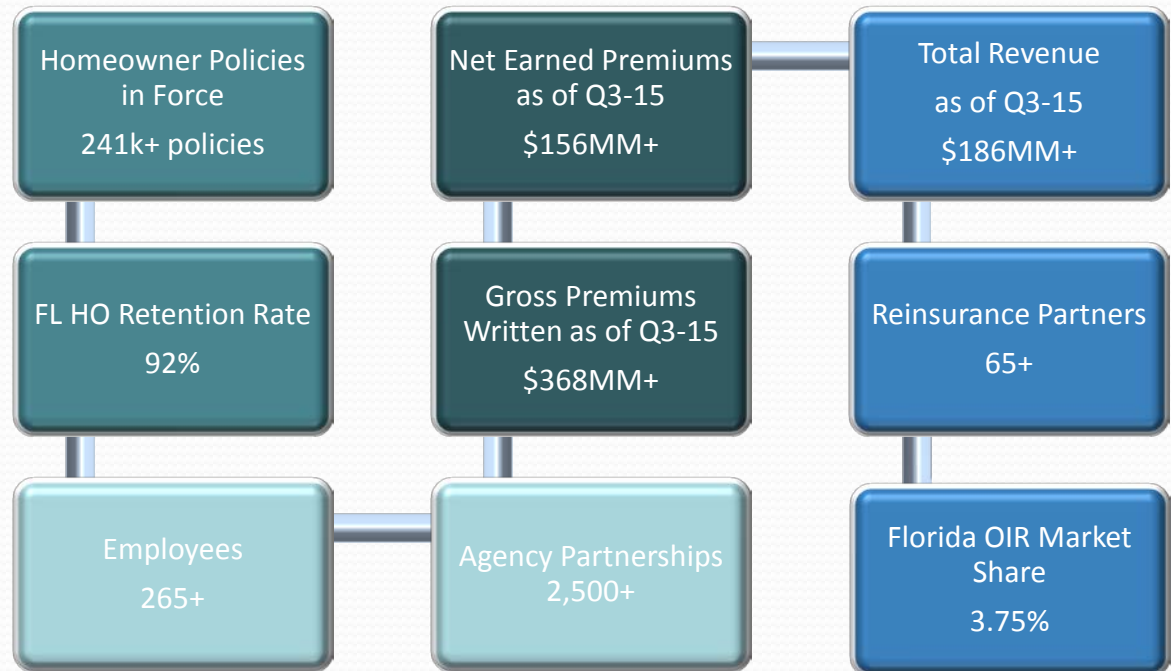 Homeowner Policies
in Force
241k+ policies
FL HO Retention Rate
92%
Employees
265+
Agency Partnerships
2,500+
Gross Premiums
Written as of Q3-15
$368MM+
Net Earned Premiums
as of Q3-15
$156MM+
Total Revenue
as of Q3-15
$186MM+
Reinsurance Partners
65+
Florida OIR Market
Share
3.75%